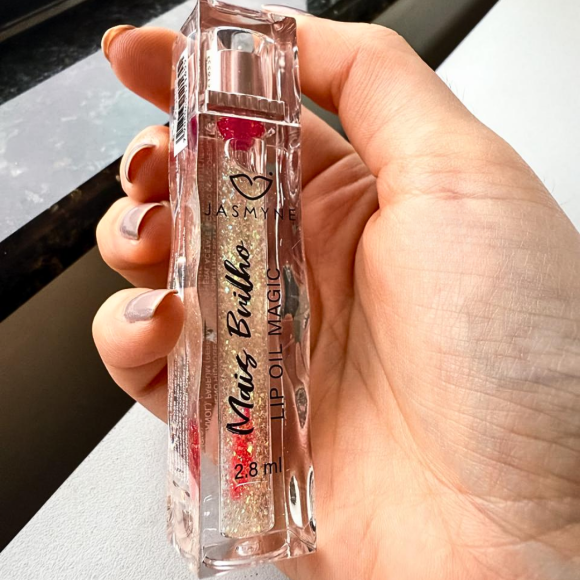 JASMYNE
Mais Brilho
LIP OIL MAGIC
2.8 ml